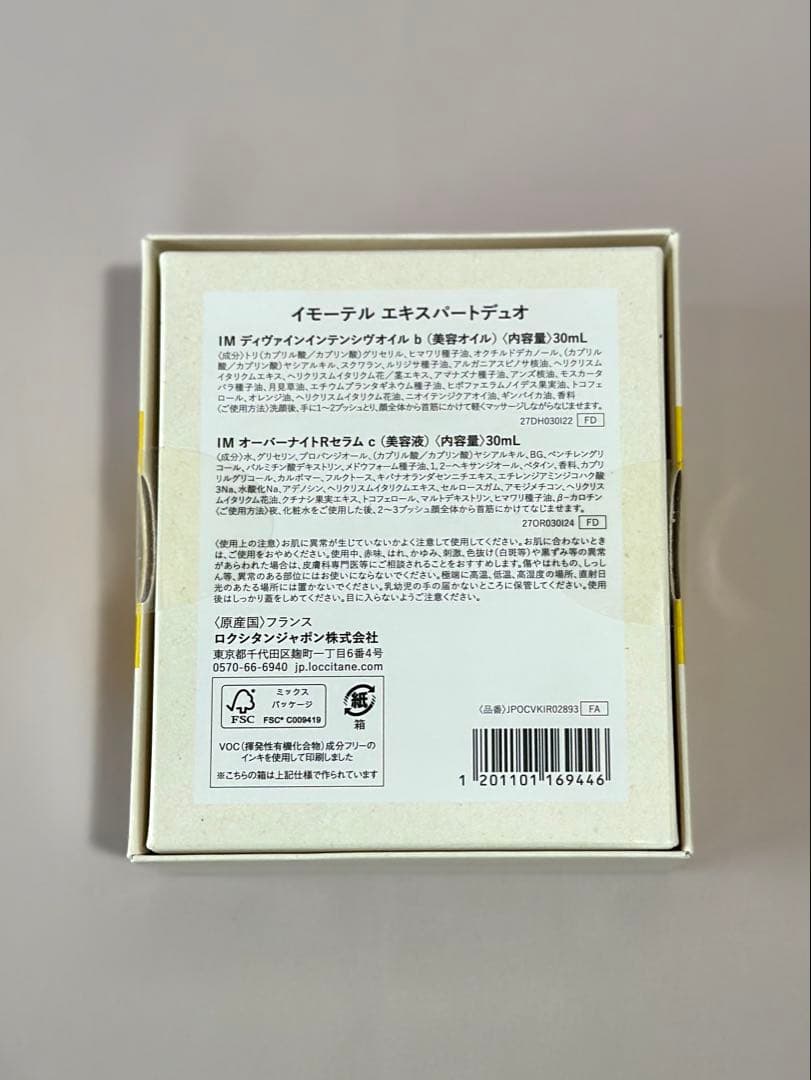 イモーテル エキスパートデュオ
IM ディヴァインインテンシヴオイル b （美容オイル）〈内容量〉30mL
〈成分〉トリ（カプリル酸／カプリン酸）グリセリル、ヒマワリ種子油、オクチルドデカノール、（カプリル
酸／カプリン酸）ヤシアルキル、スクワラン、ルリジサ種子油、アルガニアスピノサ核油、ヘリクリスム
イタリクムエキス、ヘリクリスムイタリクム花／茎エキス、アマナズナ種子油、アンズ核油、モスカータ
バラ種子油、月見草油、エチウムプランタギネウム種子油、ヒポファエラムノイデス果実油、トコフェ
ロール、オレンジ油、ヘリクリスムイタリクム花油、ニオイテンジクアオイ油、ギンバイカ油、香料
〈ご使用方法〉洗顔後、手に1～2プッシュとり、顔全体から首筋にかけて軽くマッサージしながらなじませます。
27DH030I22 FD
IM オーバーナイトRセラム c （美容液）〈内容量〉30mL
〈成分〉水、グリセリン、プロパンジオール、（カプリル酸／カプリン酸）ヤシアルキル、BG、ペンチレングリ
コール、パルミチン酸デキストリン、メドウフォーム種子油、1,2-ヘキサンジオール、ベタイン、香料、カプリ
リルグリコール、カルボマー、フルクトース、キバナオランダセンニチエキス、エチレンジアミンジコハク酸
3Na、水酸化Na、アデノシン、ヘリクリスムイタリクムエキス、セルロースガム、アモジメチコン、ヘリクリス
ムイタリクム花油、クチナシ果実エキス、トコフェロール、マルトデキストリン、ヒマワリ種子油、β-カロチン
〈ご使用方法〉夜、化粧水をご使用した後、2～3プッシュ顔全体から首筋にかけてなじませます。
27OR030I24 FD
〈使用上の注意〉お肌に異常が生じていないかよく注意して使用してください。お肌に合わないとき
は、ご使用をおやめください。使用中、赤味、はれ、かゆみ、刺激、色抜け（白斑等）や黒ずみ等の異常
があらわれた場合は、皮膚科専門医等にご相談されることをおすすめします。傷やはれもの、しっし
ん等、異常のある部位にはお使いにならないでください。極端に高温、低温、高湿度の場所、直射日
光のあたる場所には置かないでください。乳幼児の手の届かないところに保管してください。使用
後はしっかり蓋をしめてください。目に入らないようご注意ください。
〈原産国〉フランス
ロクシタンジャポン株式会社
東京都千代田区麹町一丁目6番4号
0570-66-6940 jp.loccitane.com
FSC
ミックス
パッケージ
FSC® C009419
紙
箱
VOC（揮発性有機化合物）成分フリーの
インキを使用して印刷しました
※こちらの箱は上記仕様で作られています
〈品番〉JPOCVKIR02893 FA
1 201101 169446